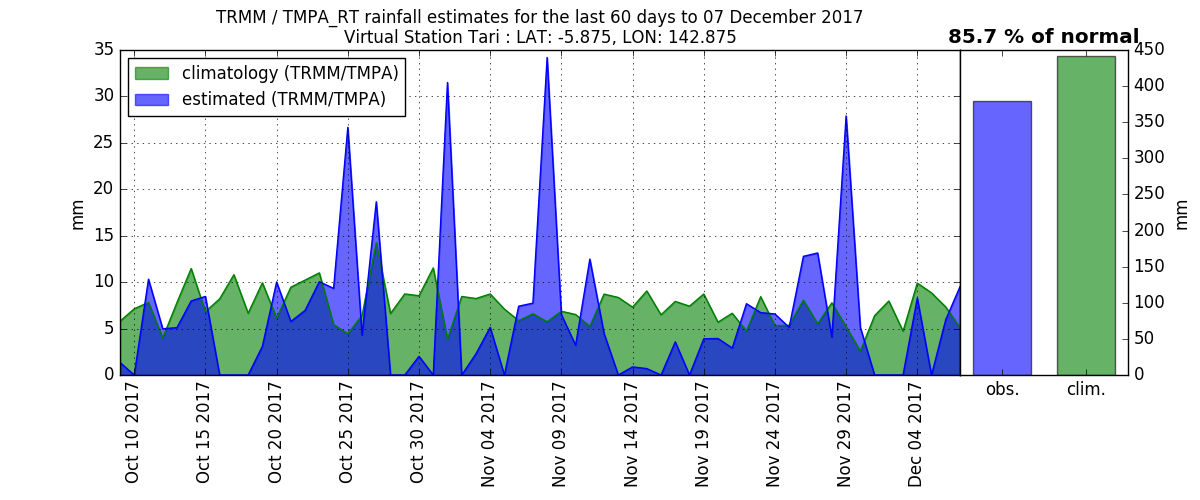 TRMM / TMPA_RT rainfall estimates for the last 60 days to 07 December 2017
Virtual Station Tari : LAT: -5.875, LON: 142.875
85.7 % of normal
climatology (TRMM/TMPA)
estimated (TRMM/TMPA)
mm
35
30
25
20
15
10
5
0
Oct 10 2017
Oct 15 2017
Oct 20 2017
Oct 25 2017
Oct 30 2017
Nov 04 2017
Nov 09 2017
Nov 14 2017
Nov 19 2017
Nov 24 2017
Nov 29 2017
Dec 04 2017
obs.
clim.
450
400
350
300
250
200
150
100
50
0
mm